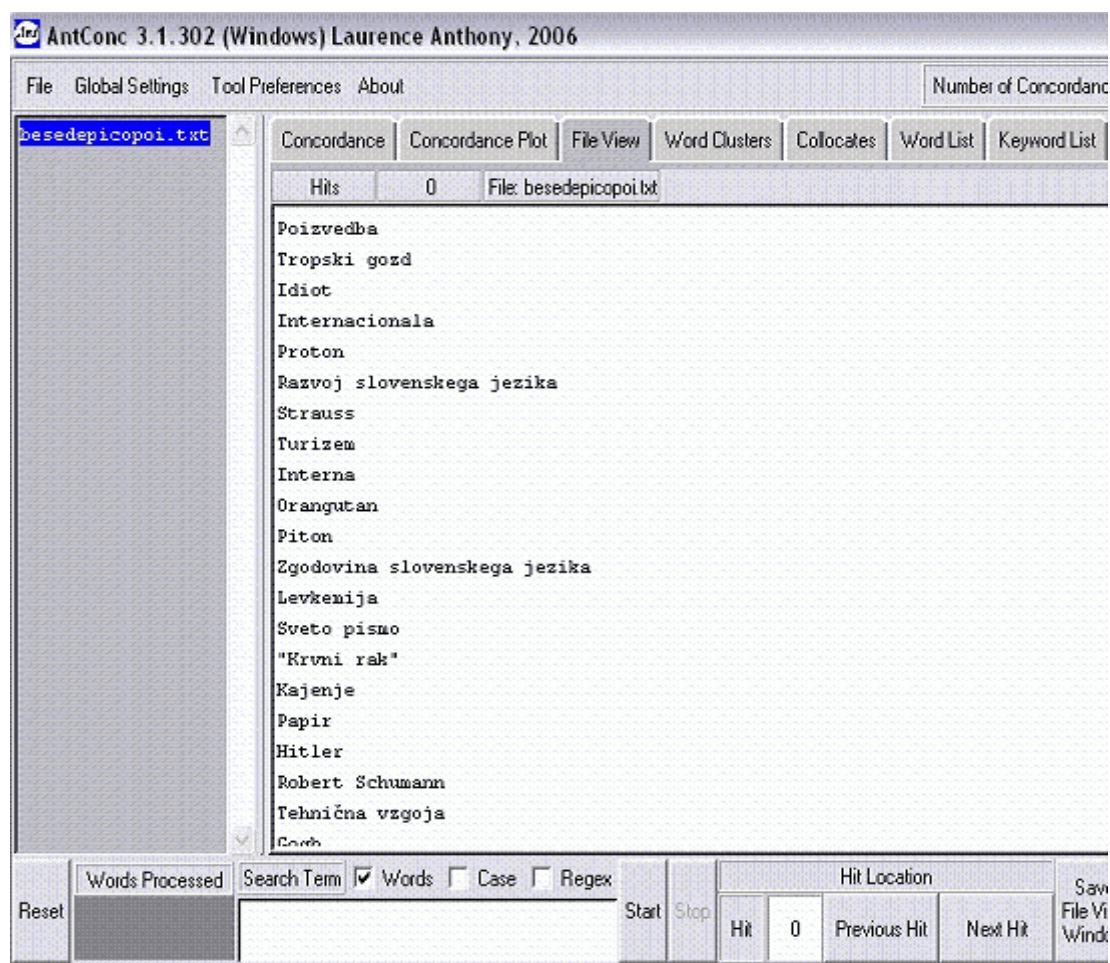 AntConc 3.1.302 (Windows) Laurence Anthony, 2006
File Global Settings Tool Preferences About
Number of Concordanc
besedepicopoi.txt
Concordance Concordance Plot File View Word Clusters Collocates Word List Keyword List
Hits 0 File: besedepicopoi.txt
Poizvedba
Tropski gozd
Idiot
Internacionala
Proton
Razvoj slovenskega jezika
Strauss
Turizem
Interna
Orangutan
Piton
Zgodovina slovenskega jezika
Levkemija
Sveto pismo
"Krvni rak"
Kajenje
Papir
Hitler
Robert Schumann
Tehnična vzgoja
Words Processed Search Term Words Case Regex
Hit Location
Reset Start Stop Hit 0 Previous Hit Next Hit
Save
File Vi
Windo